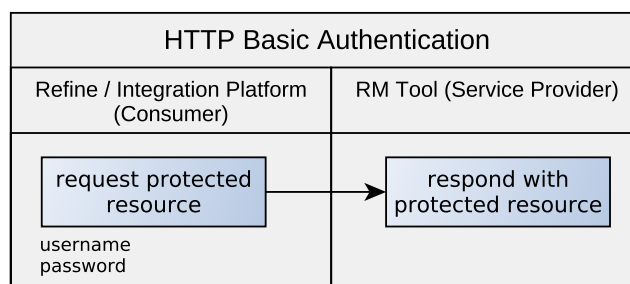 HTTP Basic Authentication
Refine / Integration Platform
(Consumer)
RM Tool (Service Provider)
request protected
resource
respond with
protected resource
username
password